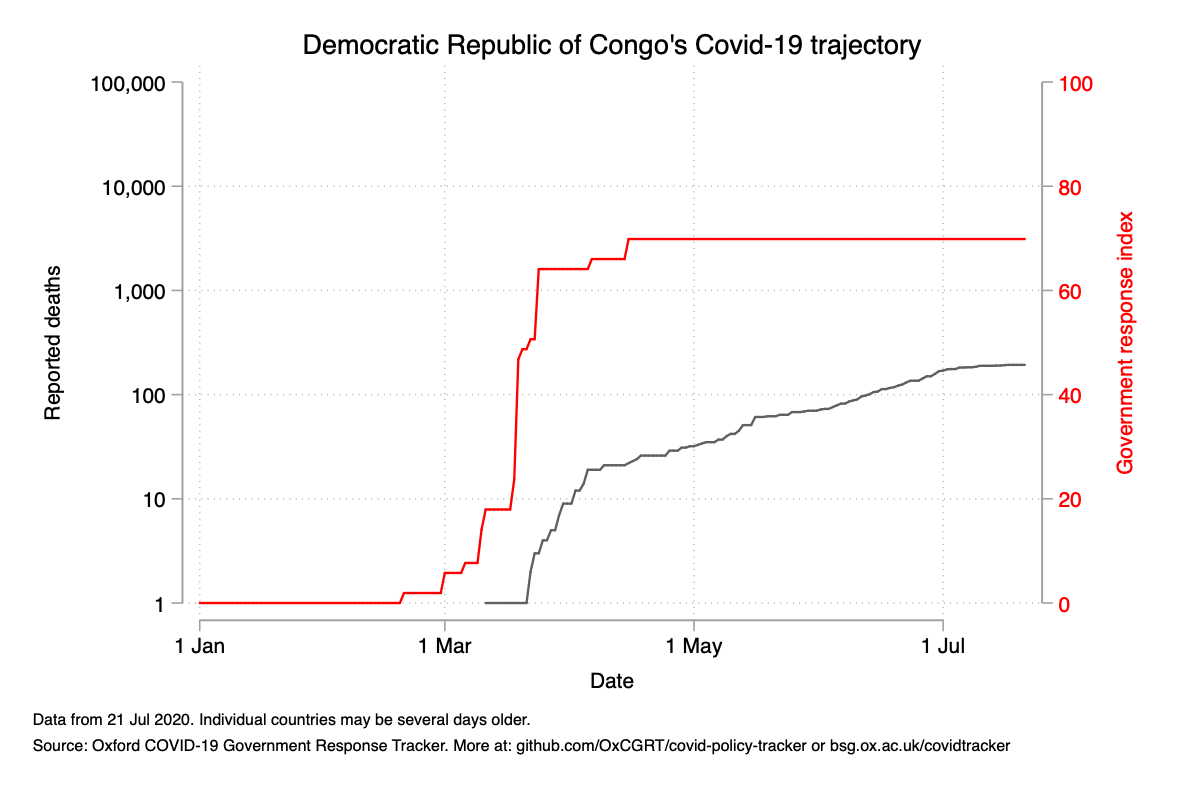 Democratic Republic of Congo's Covid-19 trajectory
100,000
10,000
1,000
100
10
1
Reported deaths
100
80
60
40
20
0
Government response index
1 Jan
1 Mar
1 May
1 Jul
Date
Data from 21 Jul 2020. Individual countries may be several days older.
Source: Oxford COVID-19 Government Response Tracker. More at: github.com/OxCGRT/covid-policy-tracker or bsg.ox.ac.uk/covidtracker